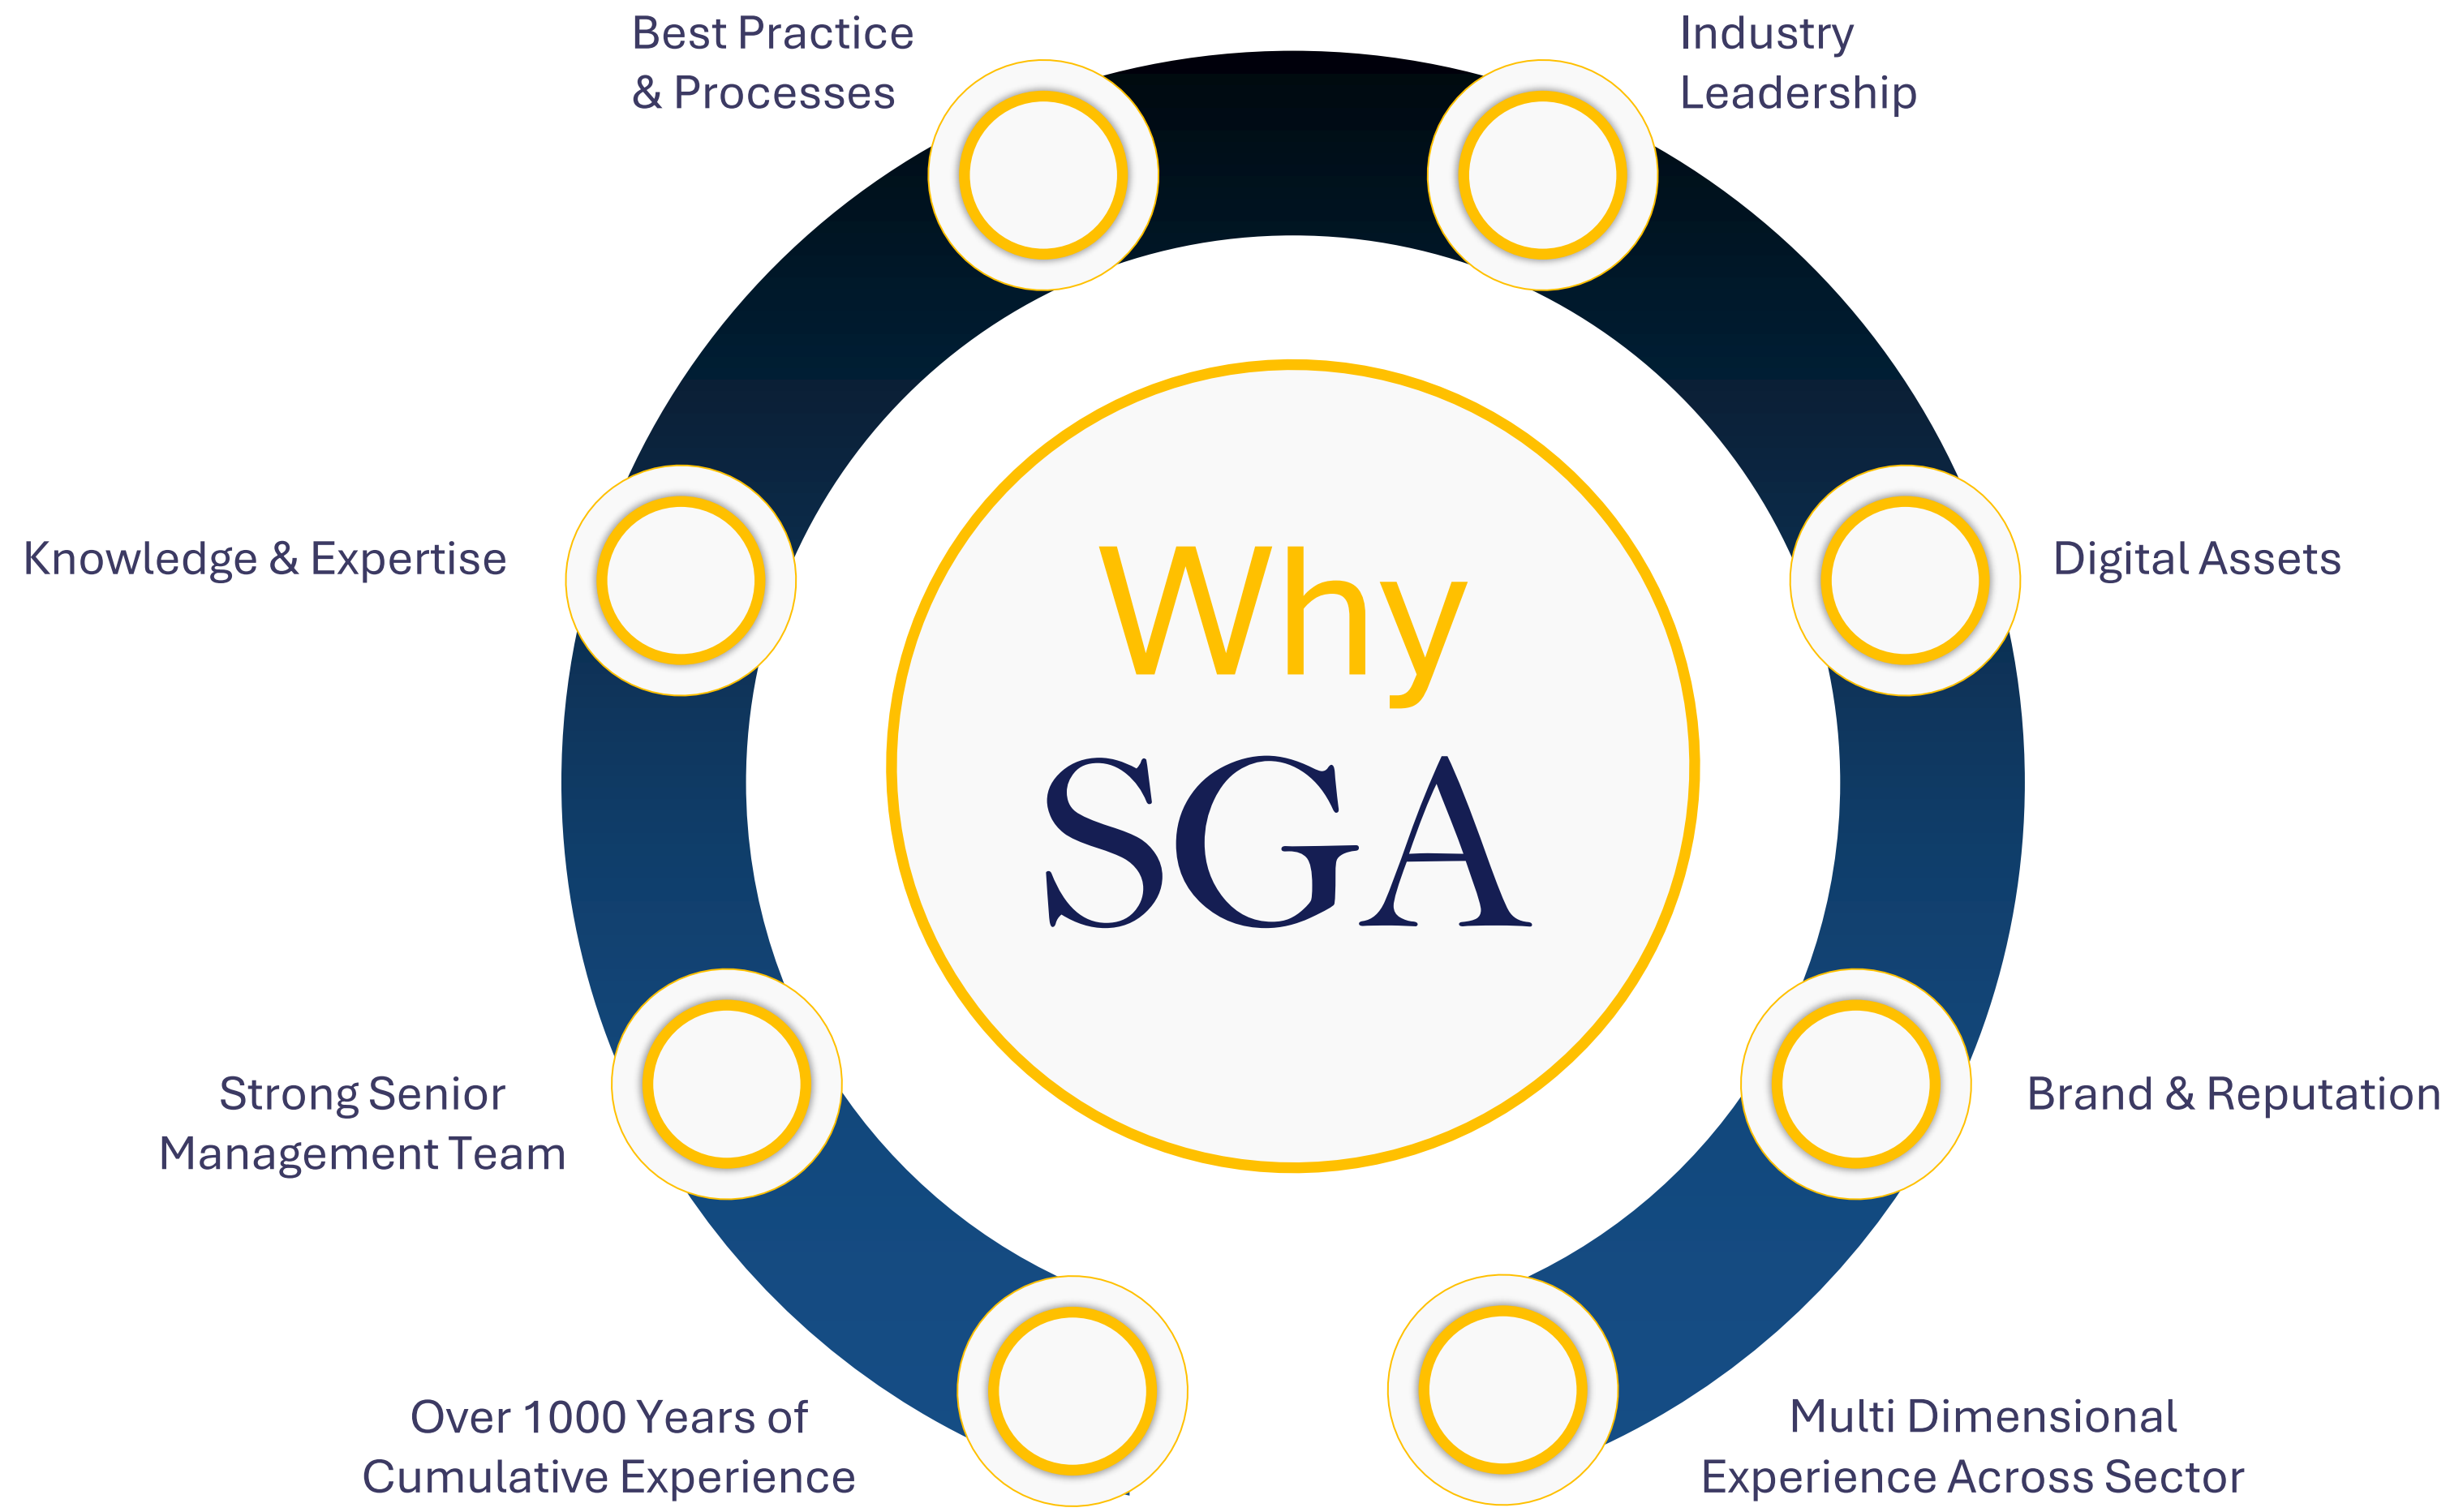 Best Practice
& Processes
Industry
Leadership
Knowledge & Expertise
Digital Assets
Why
SGA
Strong Senior
Management Team
Brand & Reputation
Over 1000 Years of
Cumulative Experience
Multi Dimensional
Experience Across Sector